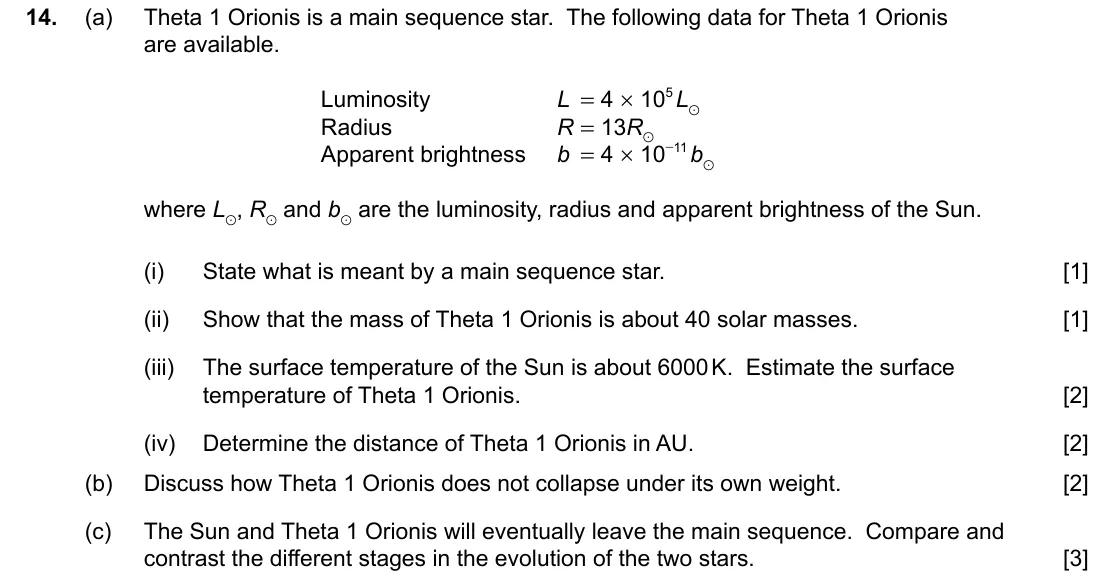 14. (a) Theta 1 Orionis is a main sequence star. The following data for Theta 1 Orionis
are available.
Luminosity L = 4 × 10⁵ L☉
Radius R = 13R☉
Apparent brightness b = 4 × 10⁻¹¹ b☉
where L☉, R☉ and b☉ are the luminosity, radius and apparent brightness of the Sun.
(i) State what is meant by a main sequence star. [1]
(ii) Show that the mass of Theta 1 Orionis is about 40 solar masses. [1]
(iii) The surface temperature of the Sun is about 6000 K. Estimate the surface
temperature of Theta 1 Orionis. [2]
(iv) Determine the distance of Theta 1 Orionis in AU. [2]
(b) Discuss how Theta 1 Orionis does not collapse under its own weight. [2]
(c) The Sun and Theta 1 Orionis will eventually leave the main sequence. Compare and
contrast the different stages in the evolution of the two stars. [3]